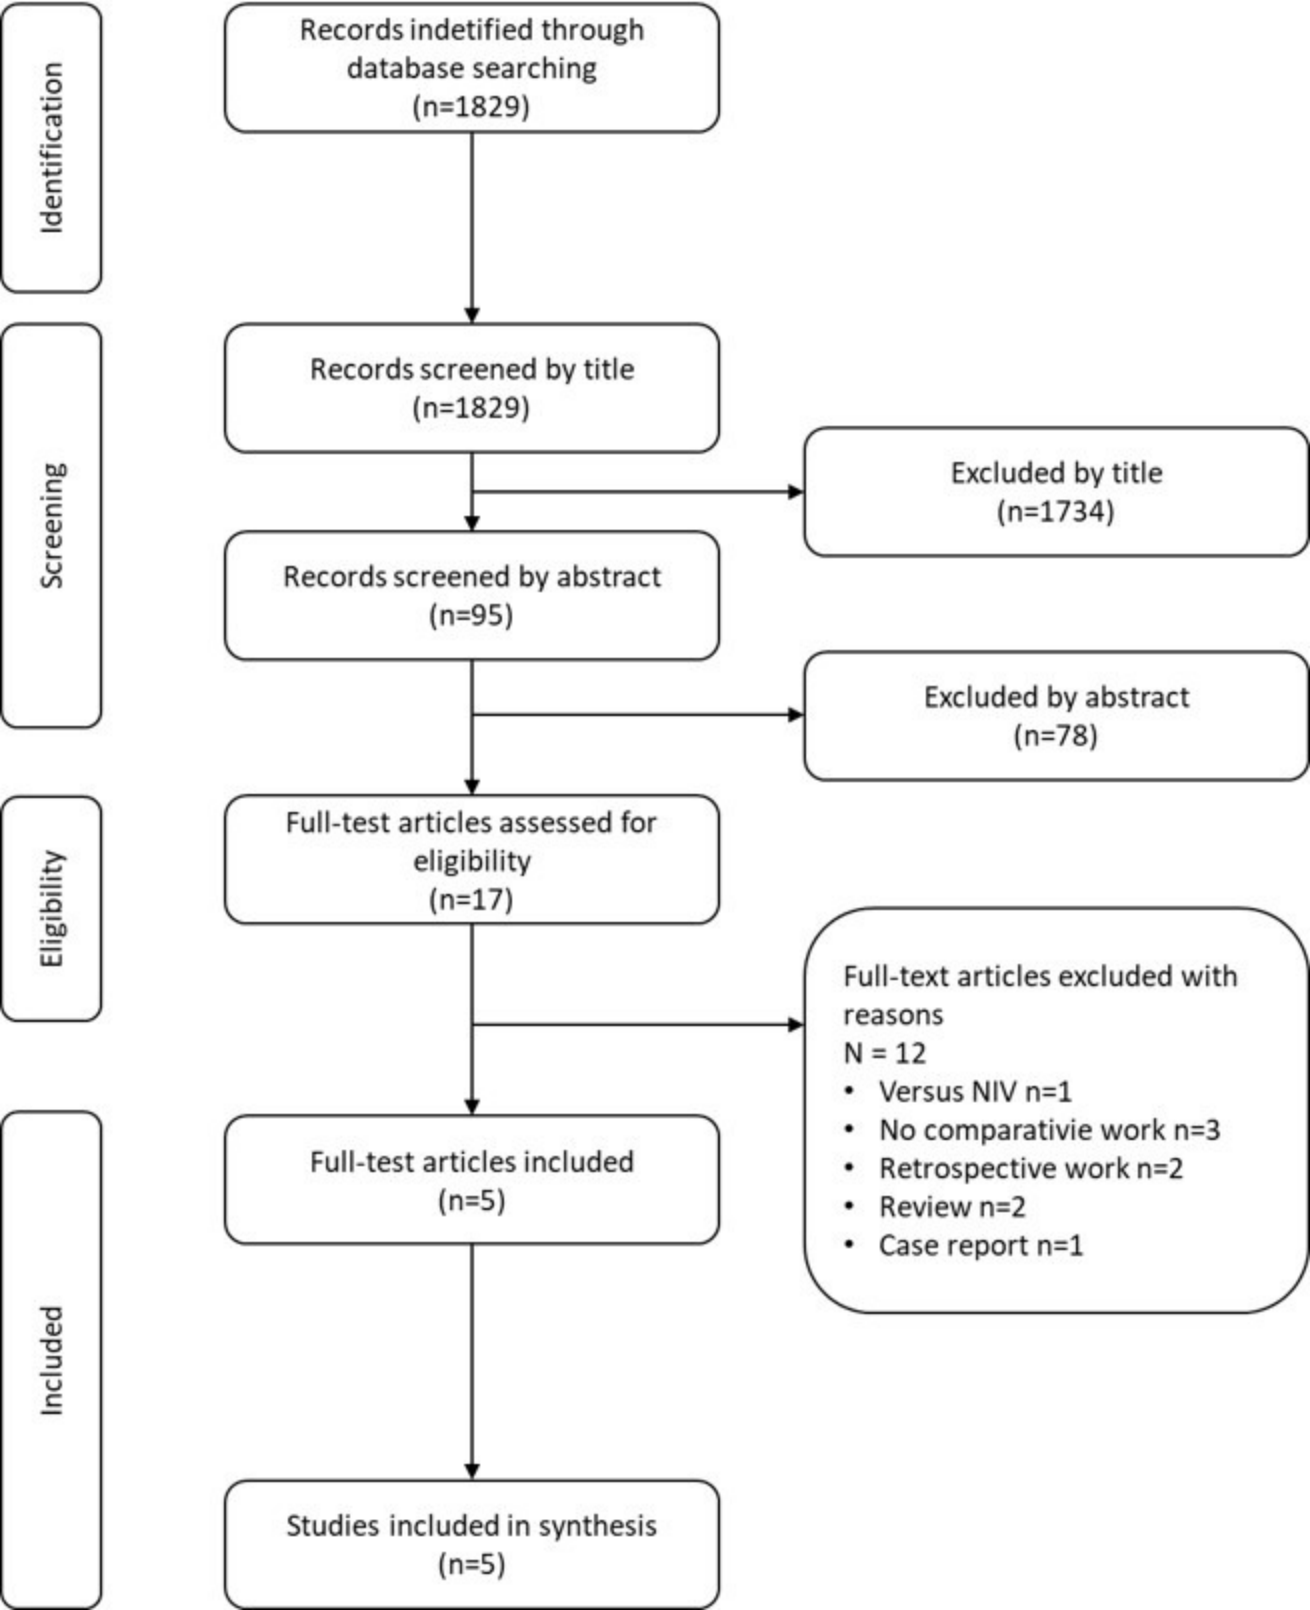 Identification
Records indetified through
database searching
(n=1829)
Screening
Records screened by title
(n=1829)
Excluded by title
(n=1734)
Records screened by abstract
(n=95)
Excluded by abstract
(n=78)
Eligibility
Full-test articles assessed for
eligibility
(n=17)
Full-text articles excluded with
reasons
N = 12
• Versus NIV n=1
• No comparativie work n=3
• Retrospective work n=2
• Review n=2
• Case report n=1
Included
Full-test articles included
(n=5)
Studies included in synthesis
(n=5)